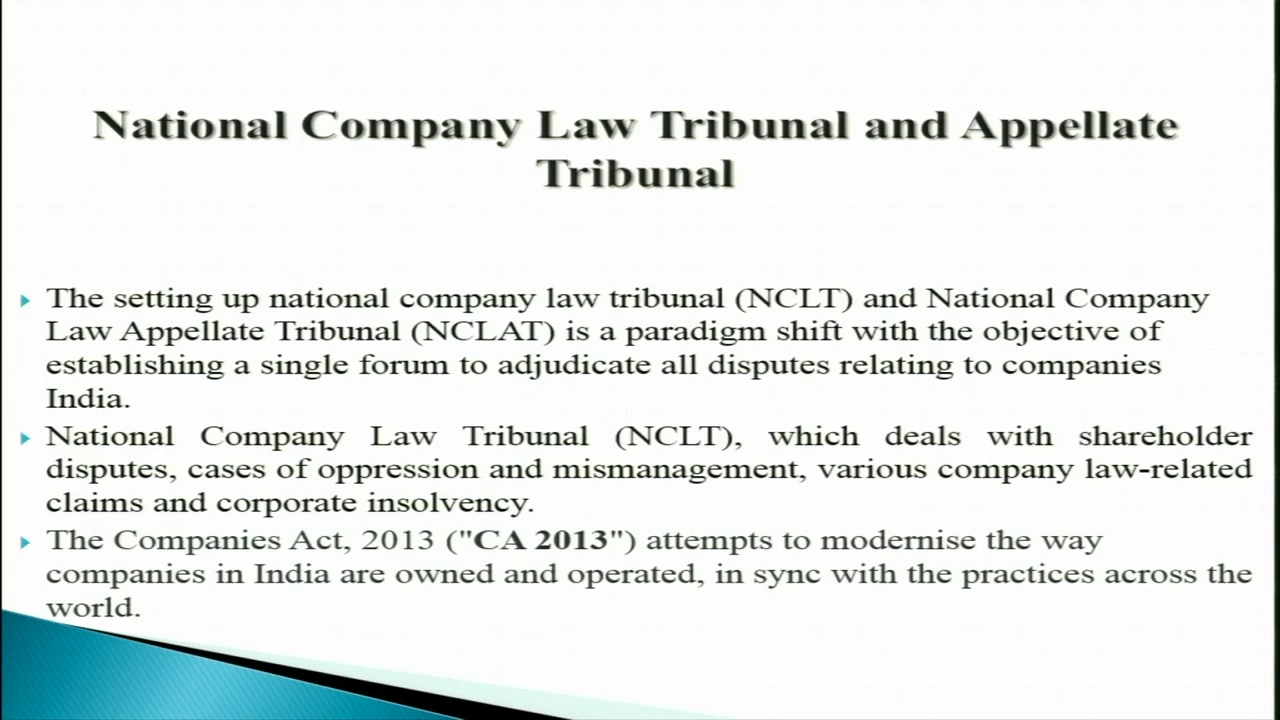 National Company Law Tribunal and Appellate
Tribunal
The setting up national company law tribunal (NCLT) and National Company
Law Appellate Tribunal (NCLAT) is a paradigm shift with the objective of
establishing a single forum to adjudicate all disputes relating to companies
India.
National Company Law Tribunal (NCLT), which deals with shareholder
disputes, cases of oppression and mismanagement, various company law-related
claims and corporate insolvency.
The Companies Act, 2013 ("CA 2013") attempts to modernise the way
companies in India are owned and operated, in sync with the practices across the
world.